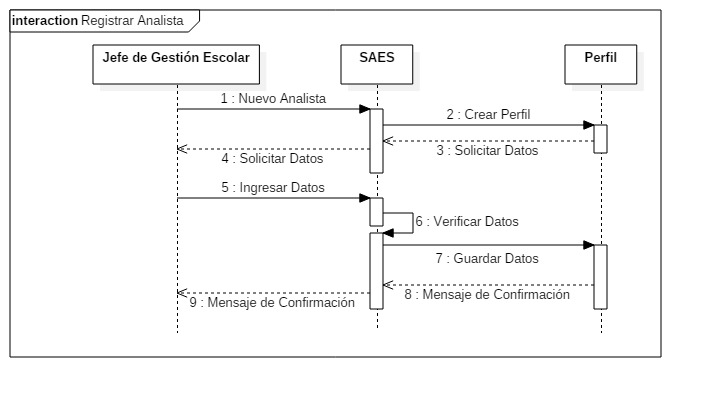 interaction Registrar Analista
Jefe de Gestión Escolar
SAES
Perfil
1 : Nuevo Analista
2 : Crear Perfil
3 : Solicitar Datos
4 : Solicitar Datos
5 : Ingresar Datos
6 : Verificar Datos
7 : Guardar Datos
8 : Mensaje de Confirmación
9 : Mensaje de Confirmación